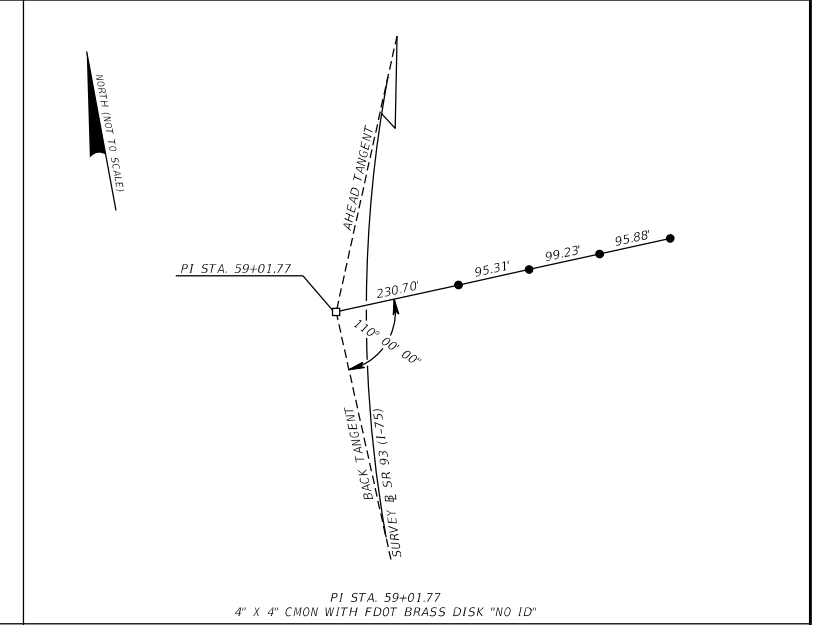 NORTH (NOT TO SCALE)
AHEAD TANGENT
PI STA. 59+01.77
230.70'
95.31'
99.23'
95.88'
110° 00' 00"
BACK TANGENT
SURVEY ℄ SR 93 (I-75)
PI STA. 59+01.77
4" X 4" CMON WITH FDOT BRASS DISK "NO ID"